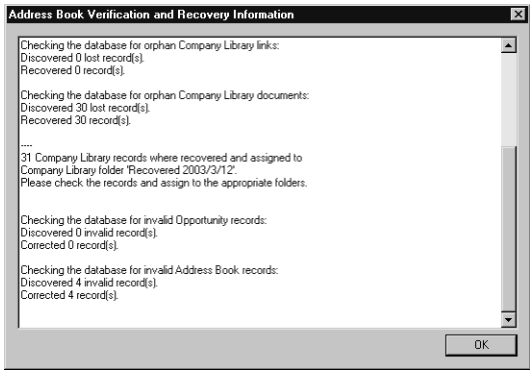 Address Book Verification and Recovery Information
Checking the database for orphan Company Library links:
Discovered 0 lost record(s).
Recovered 0 record(s).
Checking the database for orphan Company Library documents:
Discovered 30 lost record(s).
Recovered 30 record(s).
----
31 Company Library records where recovered and assigned to
Company Library folder 'Recovered 2003/3/12'.
Please check the records and assign to the appropriate folders.
Checking the database for invalid Opportunity records:
Discovered 0 invalid record(s).
Corrected 0 record(s).
Checking the database for invalid Address Book records:
Discovered 4 invalid record(s).
Corrected 4 record(s).
OK